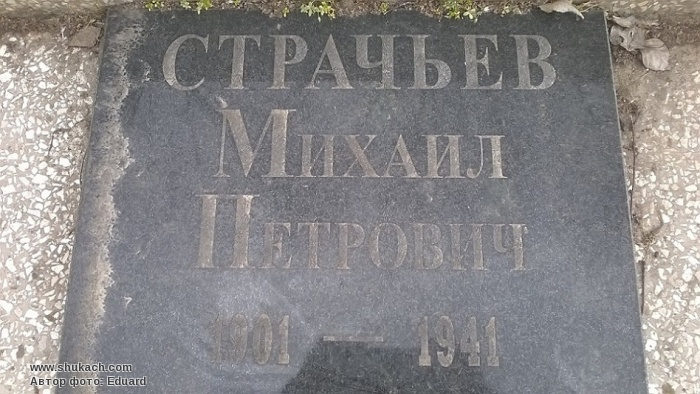 СТРАЧЬЕВ
МИХАИЛ
ПЕТРОВИЧ
1901 — 1941
www.shukach.com
Автор фото: Eduard